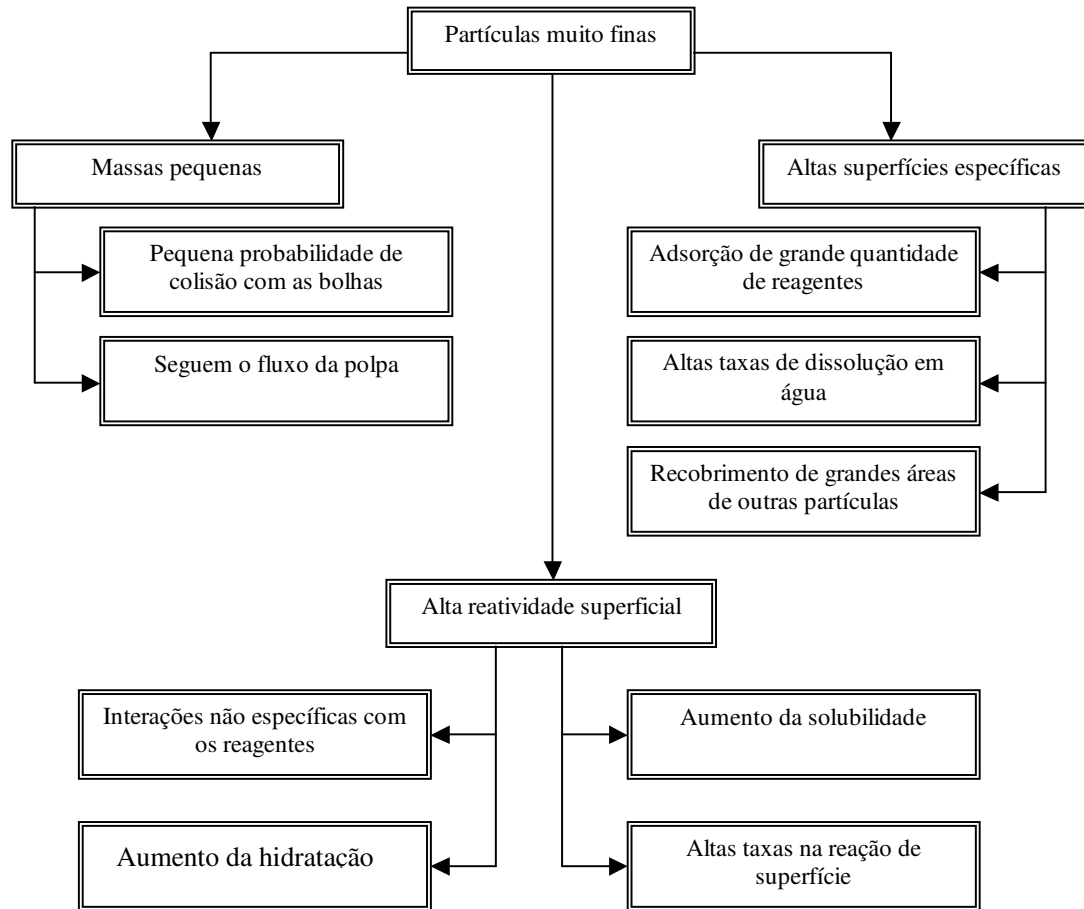 Partículas muito finas
Massas pequenas
Altas superfícies específicas
Pequena probabilidade de
colisão com as bolhas
Adsorção de grande quantidade
de reagentes
Seguem o fluxo da polpa
Altas taxas de dissolução em
água
Recobrimento de grandes áreas
de outras partículas
Alta reatividade superficial
Interações não específicas com
os reagentes
Aumento da solubilidade
Aumento da hidratação
Altas taxas na reação de
superfície